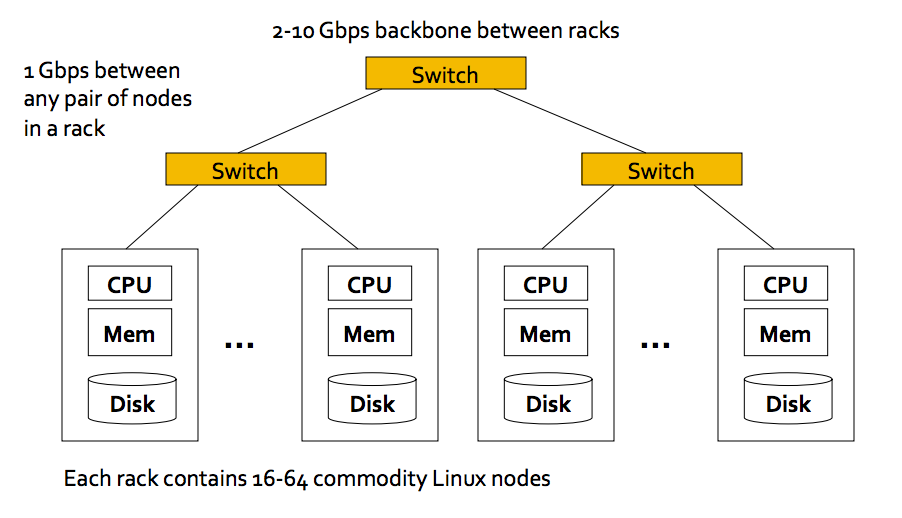 2-10 Gbps backbone between racks
1 Gbps between
any pair of nodes
in a rack
Switch
Switch
Switch
CPU
Mem
Disk
...
CPU
Mem
Disk
CPU
Mem
Disk
...
CPU
Mem
Disk
Each rack contains 16-64 commodity Linux nodes